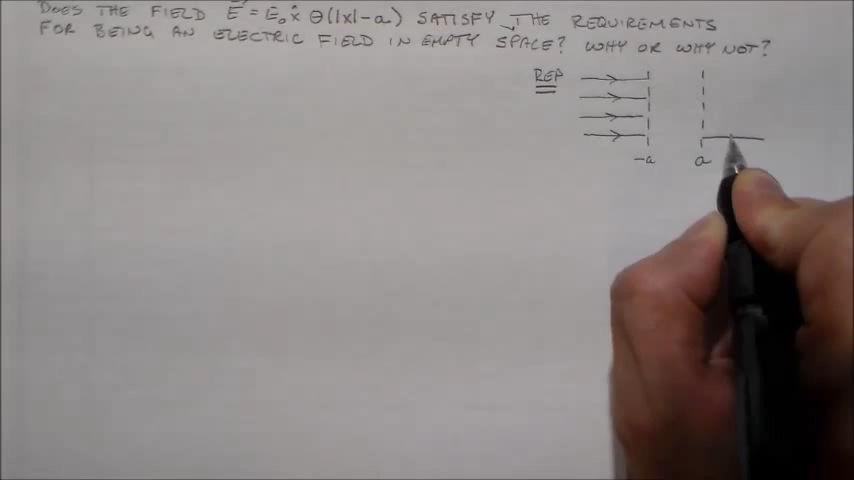 DOES THE FIELD E⃗ = E₀ x̂ Θ(|x|-a) SATISFY THE REQUIREMENTS
FOR BEING AN ELECTRIC FIELD IN EMPTY SPACE? WHY OR WHY NOT?
REP
-a a